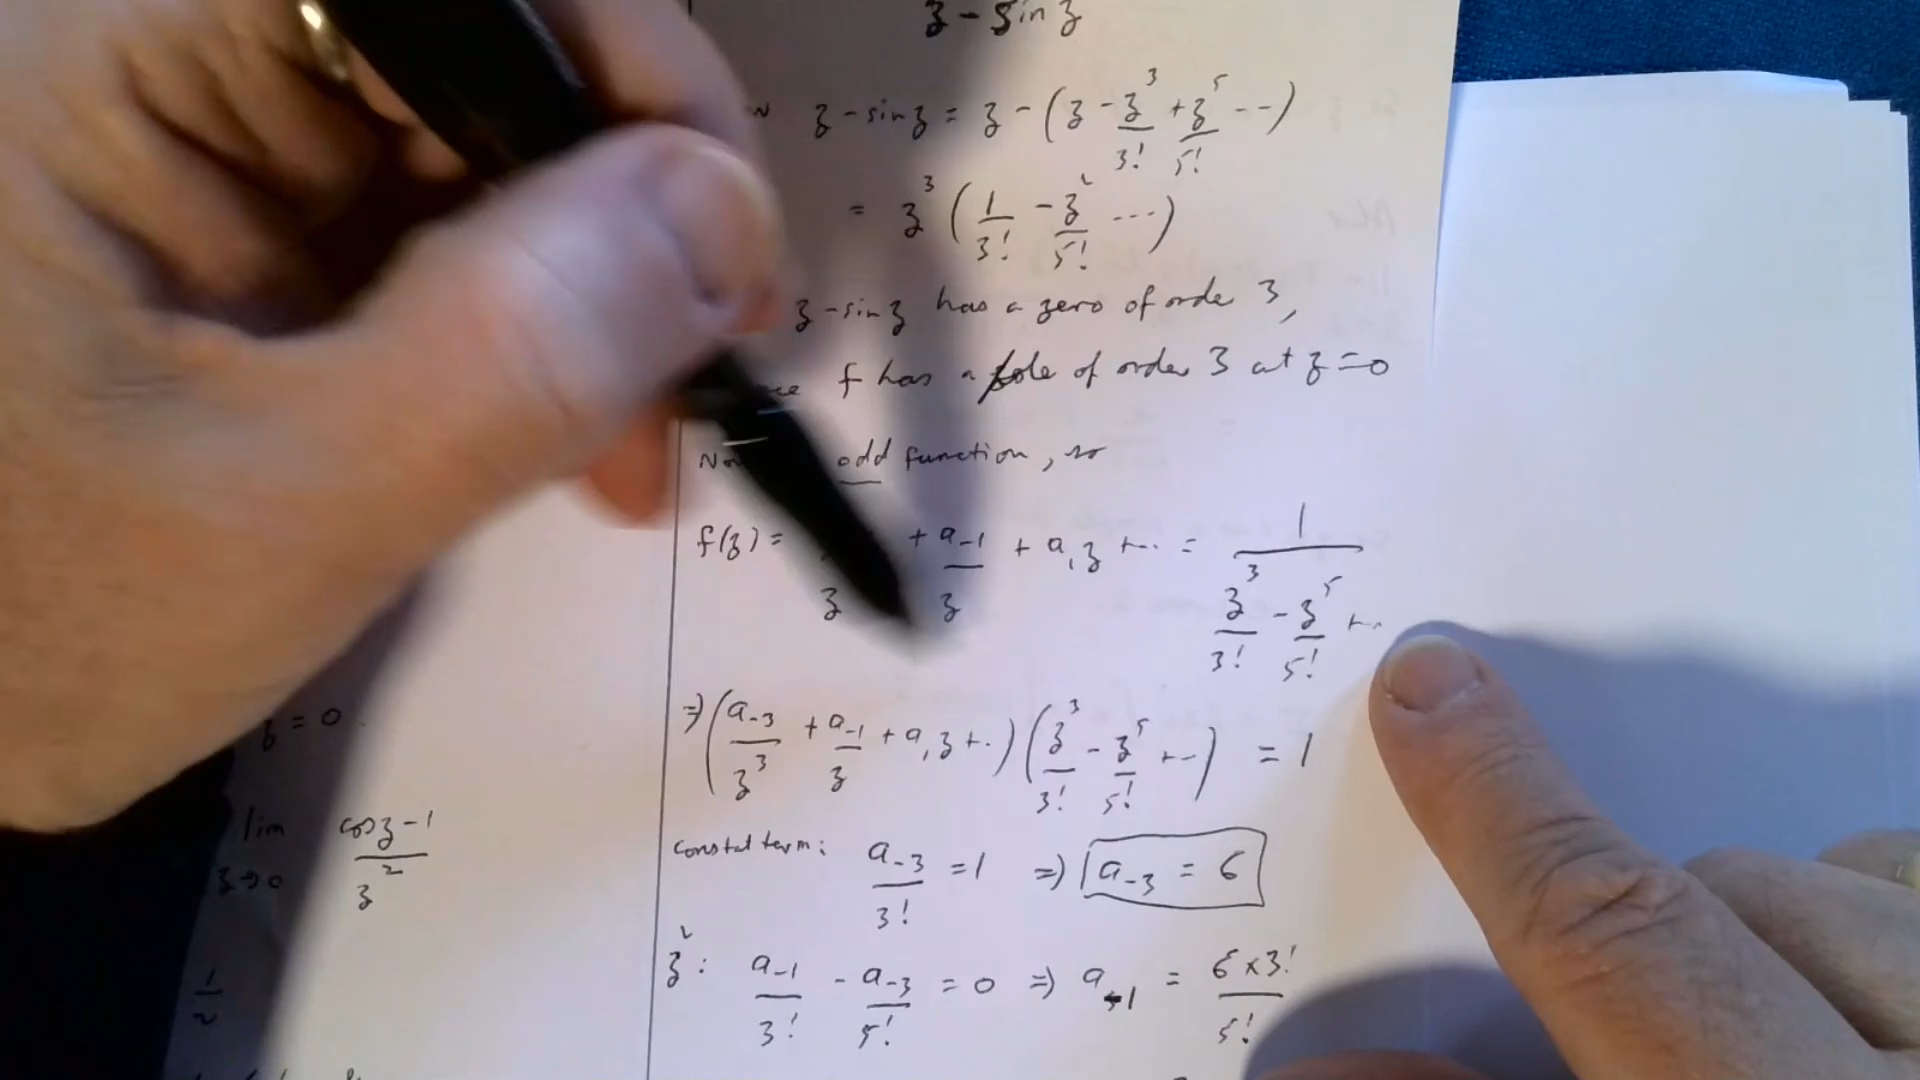 z - sin z
z - sin z = z - (z - z³/3! + z⁵/5! --)
= z³ (1/3! - z²/5! ---)
z - sin z has a zero of orde 3,
f has a pole of order 3 at z = 0
odd function, so
f(z) = + a₋₁/z + a₁z + .. = 1/(z³/3! - z⁵/5! + ..)
⇒ (a₋₃/z³ + a₋₁/z + a₁z + ..) (z³/3! - z⁵/5! + --) = 1
a₋₃/3! = 1 ⇒ a₋₃ = 6
z²: a₋₁/3! - a₋₃/5! = 0 ⇒ a₋₁ = 6 × 3!/5!
z = 0
lim z→0 (cos z - 1)/z²
1/2